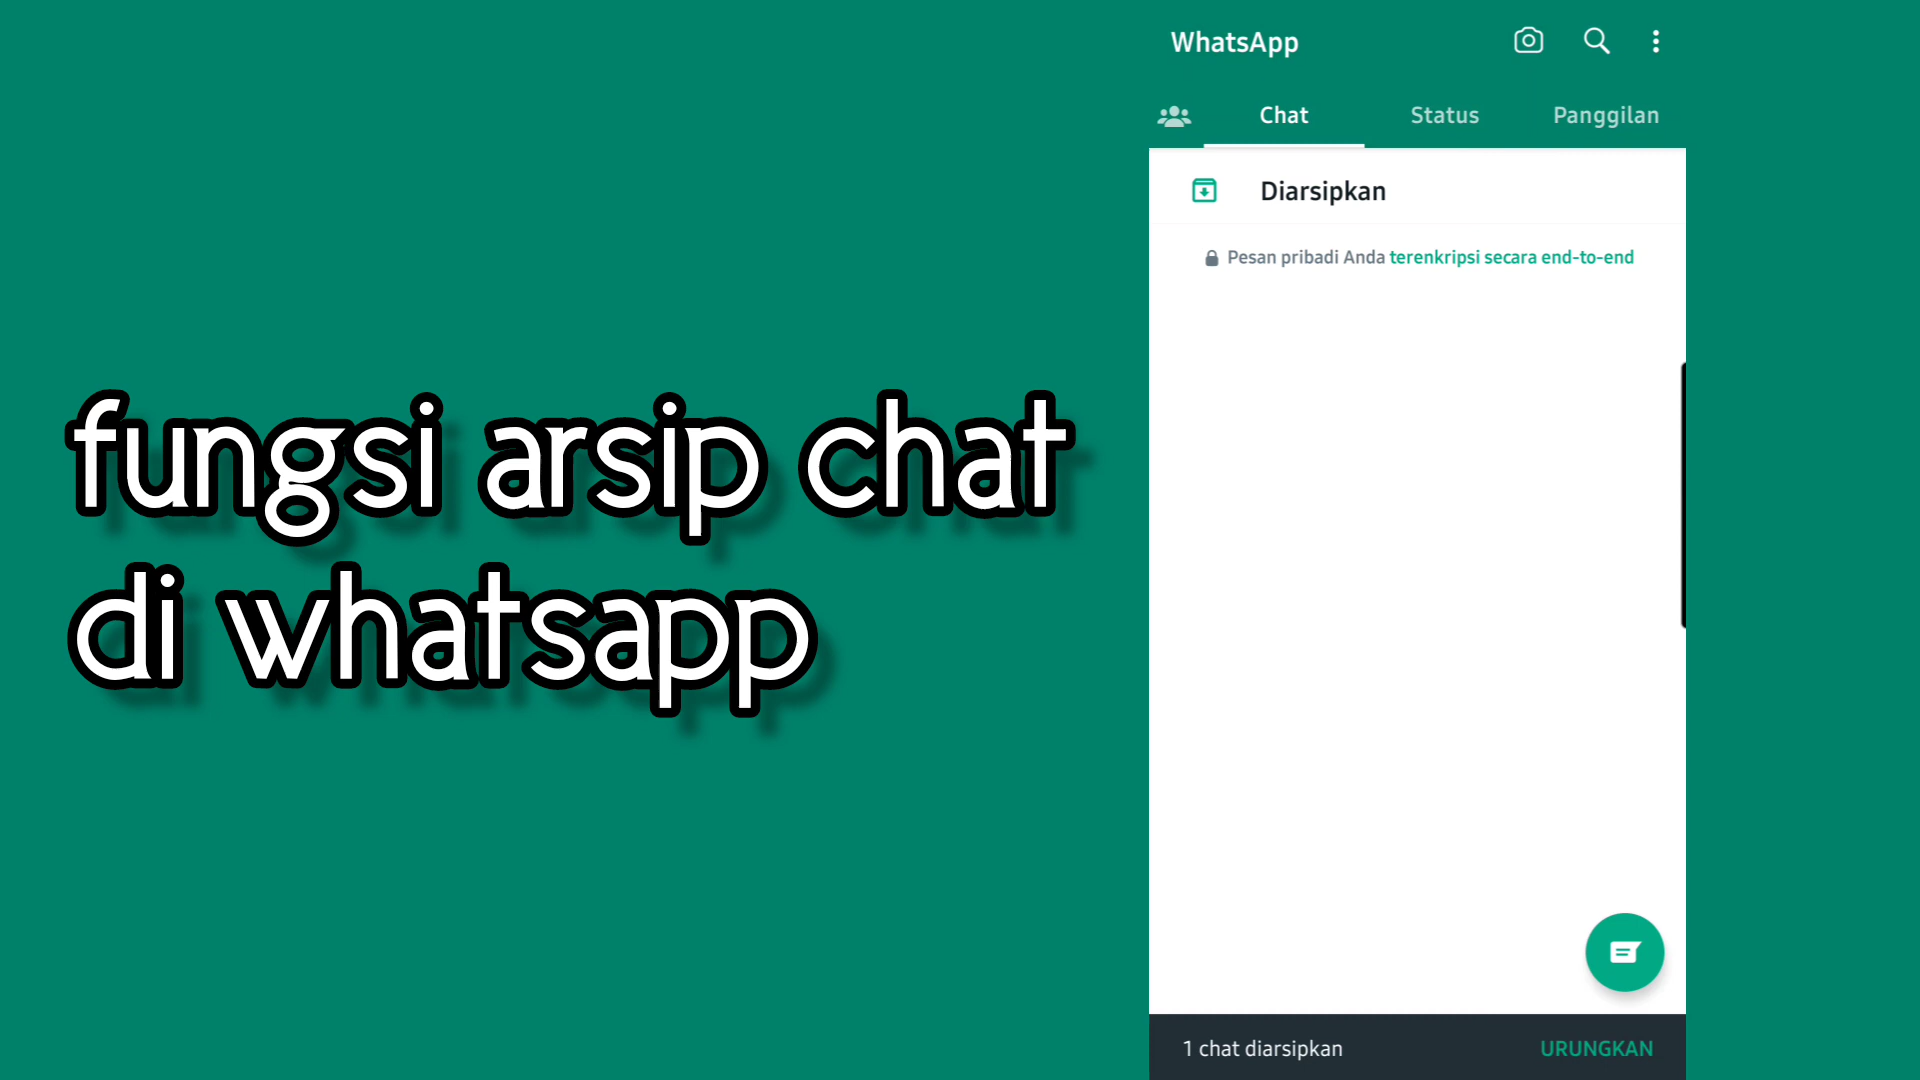 fungsi arsip chat
di whatsapp
WhatsApp
Chat Status Panggilan
Diarsipkan
Pesan pribadi Anda terenkripsi secara end-to-end
1 chat diarsipkan URUNGKAN